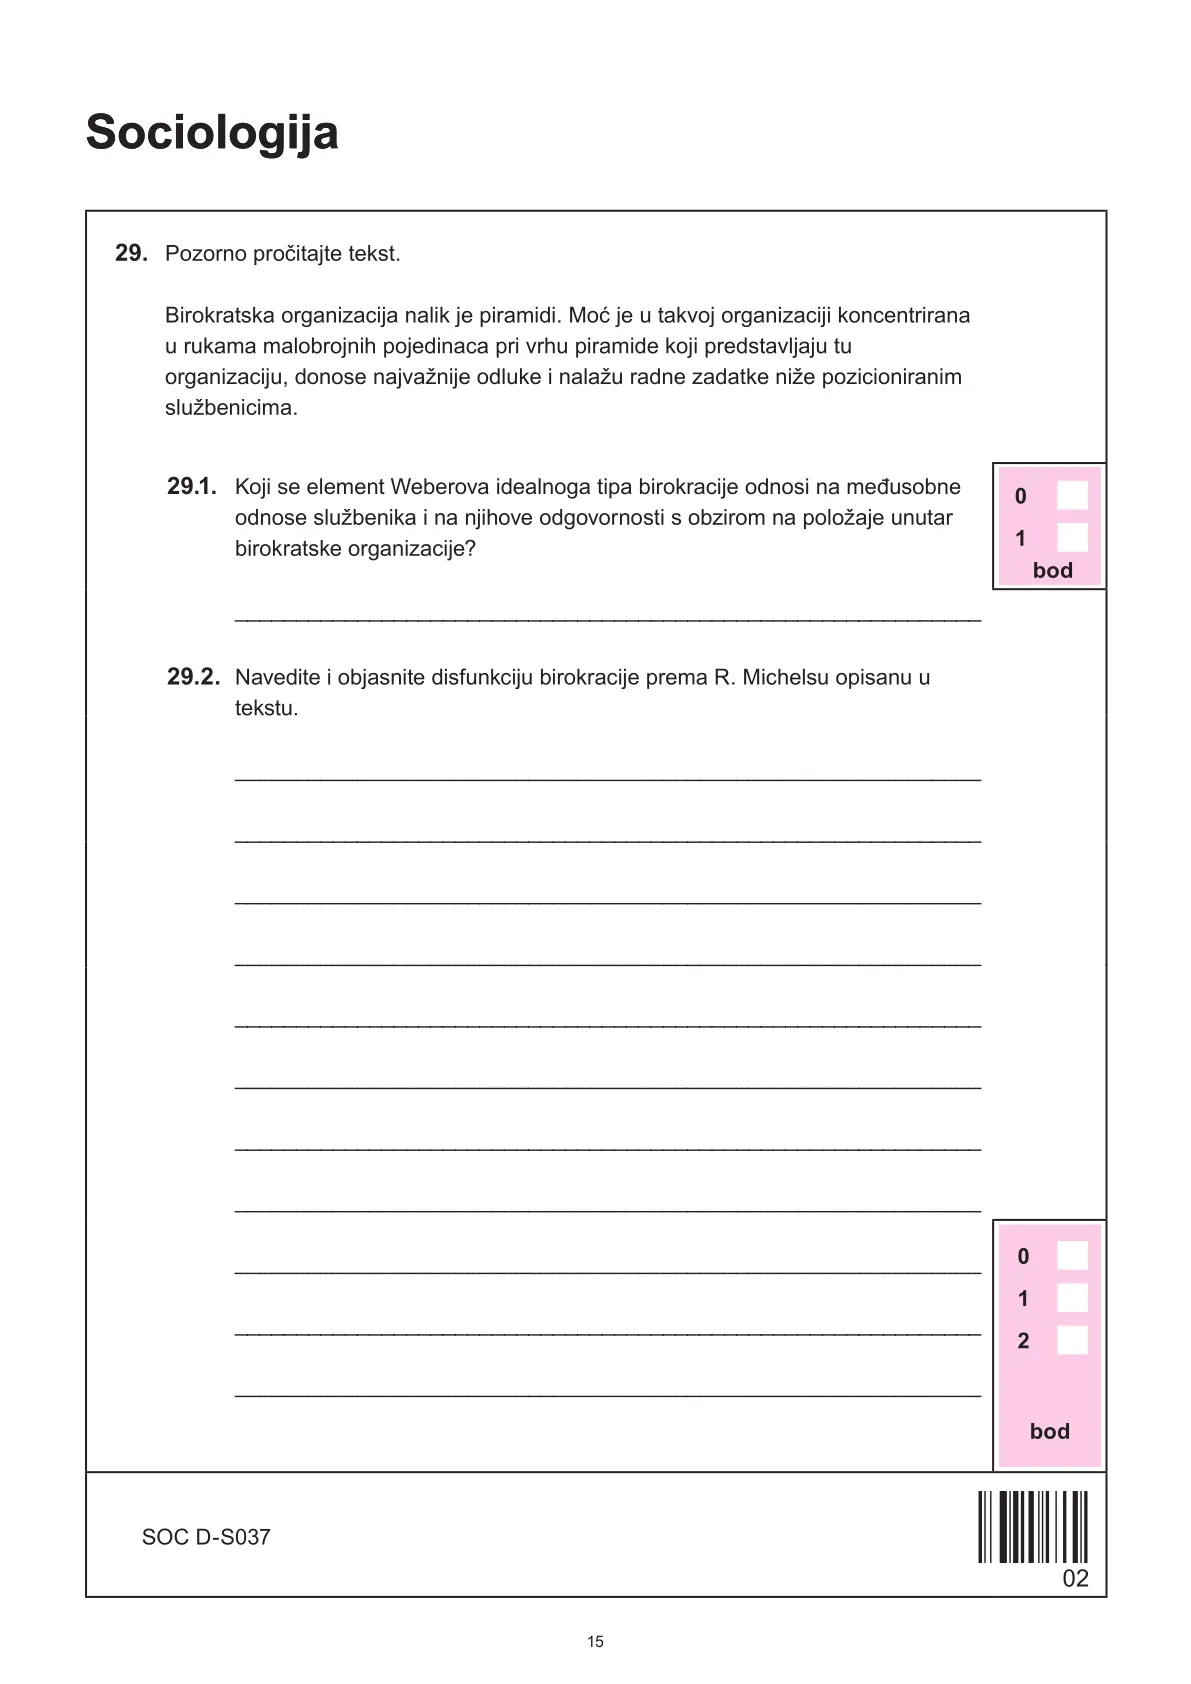 Sociologija
29. Pozorno pročitajte tekst.
Birokratska organizacija nalik je piramidi. Moć je u takvoj organizaciji koncentrirana
u rukama malobrojnih pojedinaca pri vrhu piramide koji predstavljaju tu
organizaciju, donose najvažnije odluke i nalažu radne zadatke niže pozicioniranim
službenicima.
29.1. Koji se element Weberova idealnoga tipa birokracije odnosi na međusobne
odnose službenika i na njihove odgovornosti s obzirom na položaje unutar
birokratske organizacije?
0
1
bod
29.2. Navedite i objasnite disfunkciju birokracije prema R. Michelsu opisanu u
tekstu.
0
1
2
bod
SOC D-S037
02
15